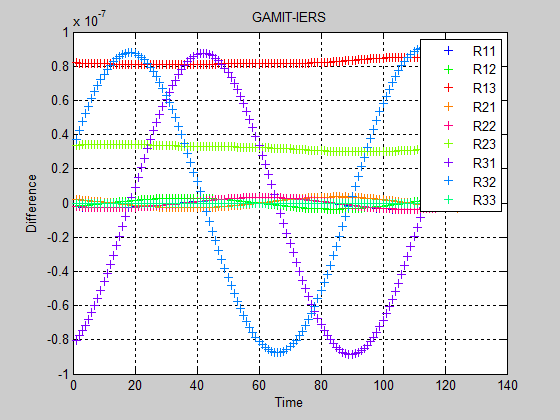 x 10^-7
GAMIT-IERS
1
0.8
0.6
0.4
0.2
0
-0.2
-0.4
-0.6
-0.8
-1
Difference
R11
R12
R13
R21
R22
R23
R31
R32
R33
0 20 40 60 80 100 120 140
Time